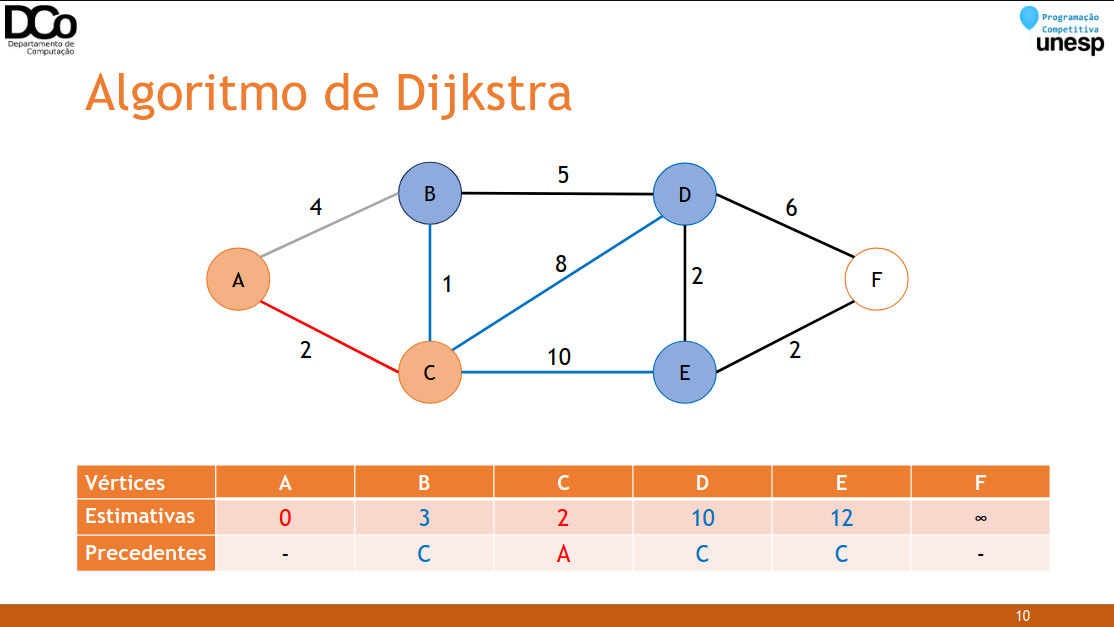 DCo
Departamento de
Computação
Programação
Competitiva
unesp
Algoritmo de Dijkstra
5
B
D
4
6
8
1
2
A
F
2
10
2
C
E
Vértices A B C D E F
Estimativas 0 3 2 10 12 ∞
Precedentes - C A C C -
10